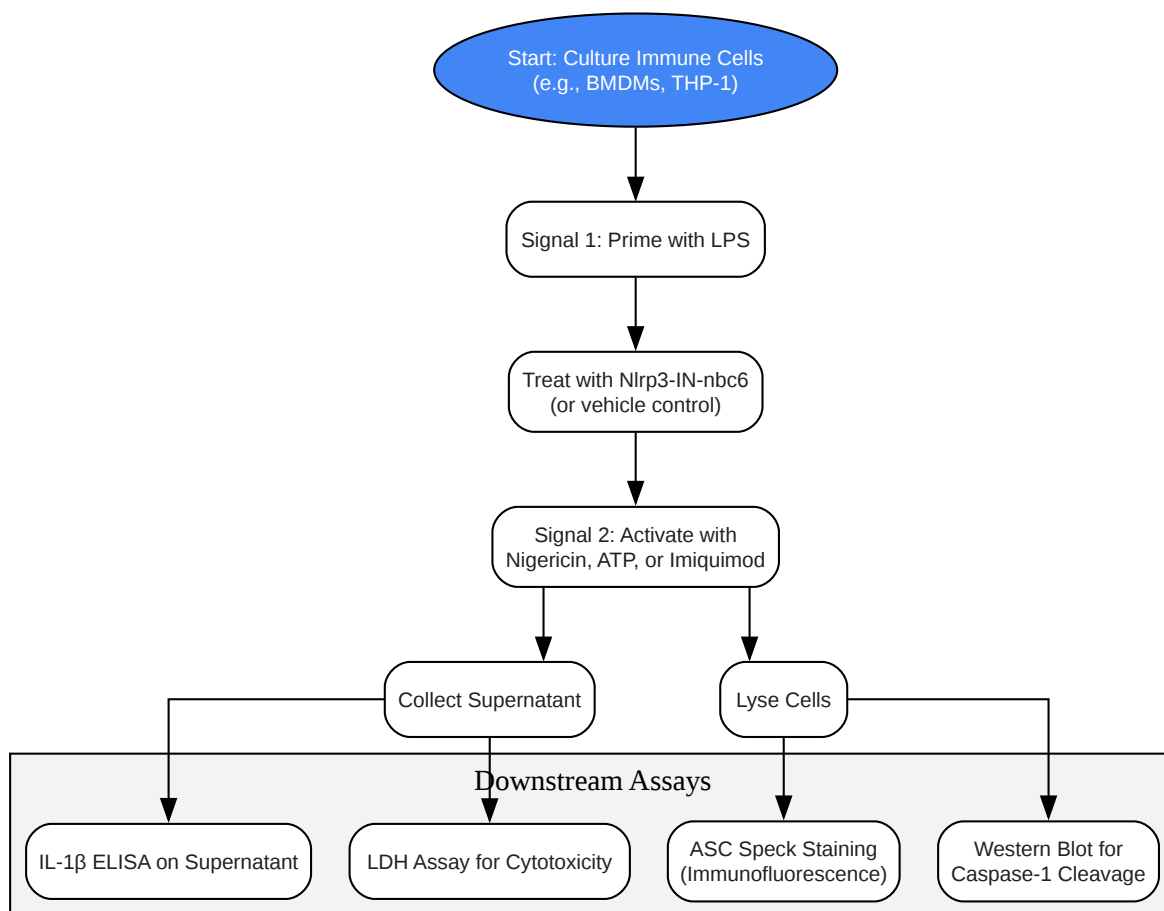 Start: Culture Immune Cells
(e.g., BMDMs, THP-1)
Signal 1: Prime with LPS
Treat with Nlrp3-IN-nbc6
(or vehicle control)
Signal 2: Activate with
Nigericin, ATP, or Imiquimod
Collect Supernatant
Lyse Cells
Downstream Assays
IL-1β ELISA on Supernatant
LDH Assay for Cytotoxicity
ASC Speck Staining
(Immunofluorescence)
Western Blot for
Caspase-1 Cleavage